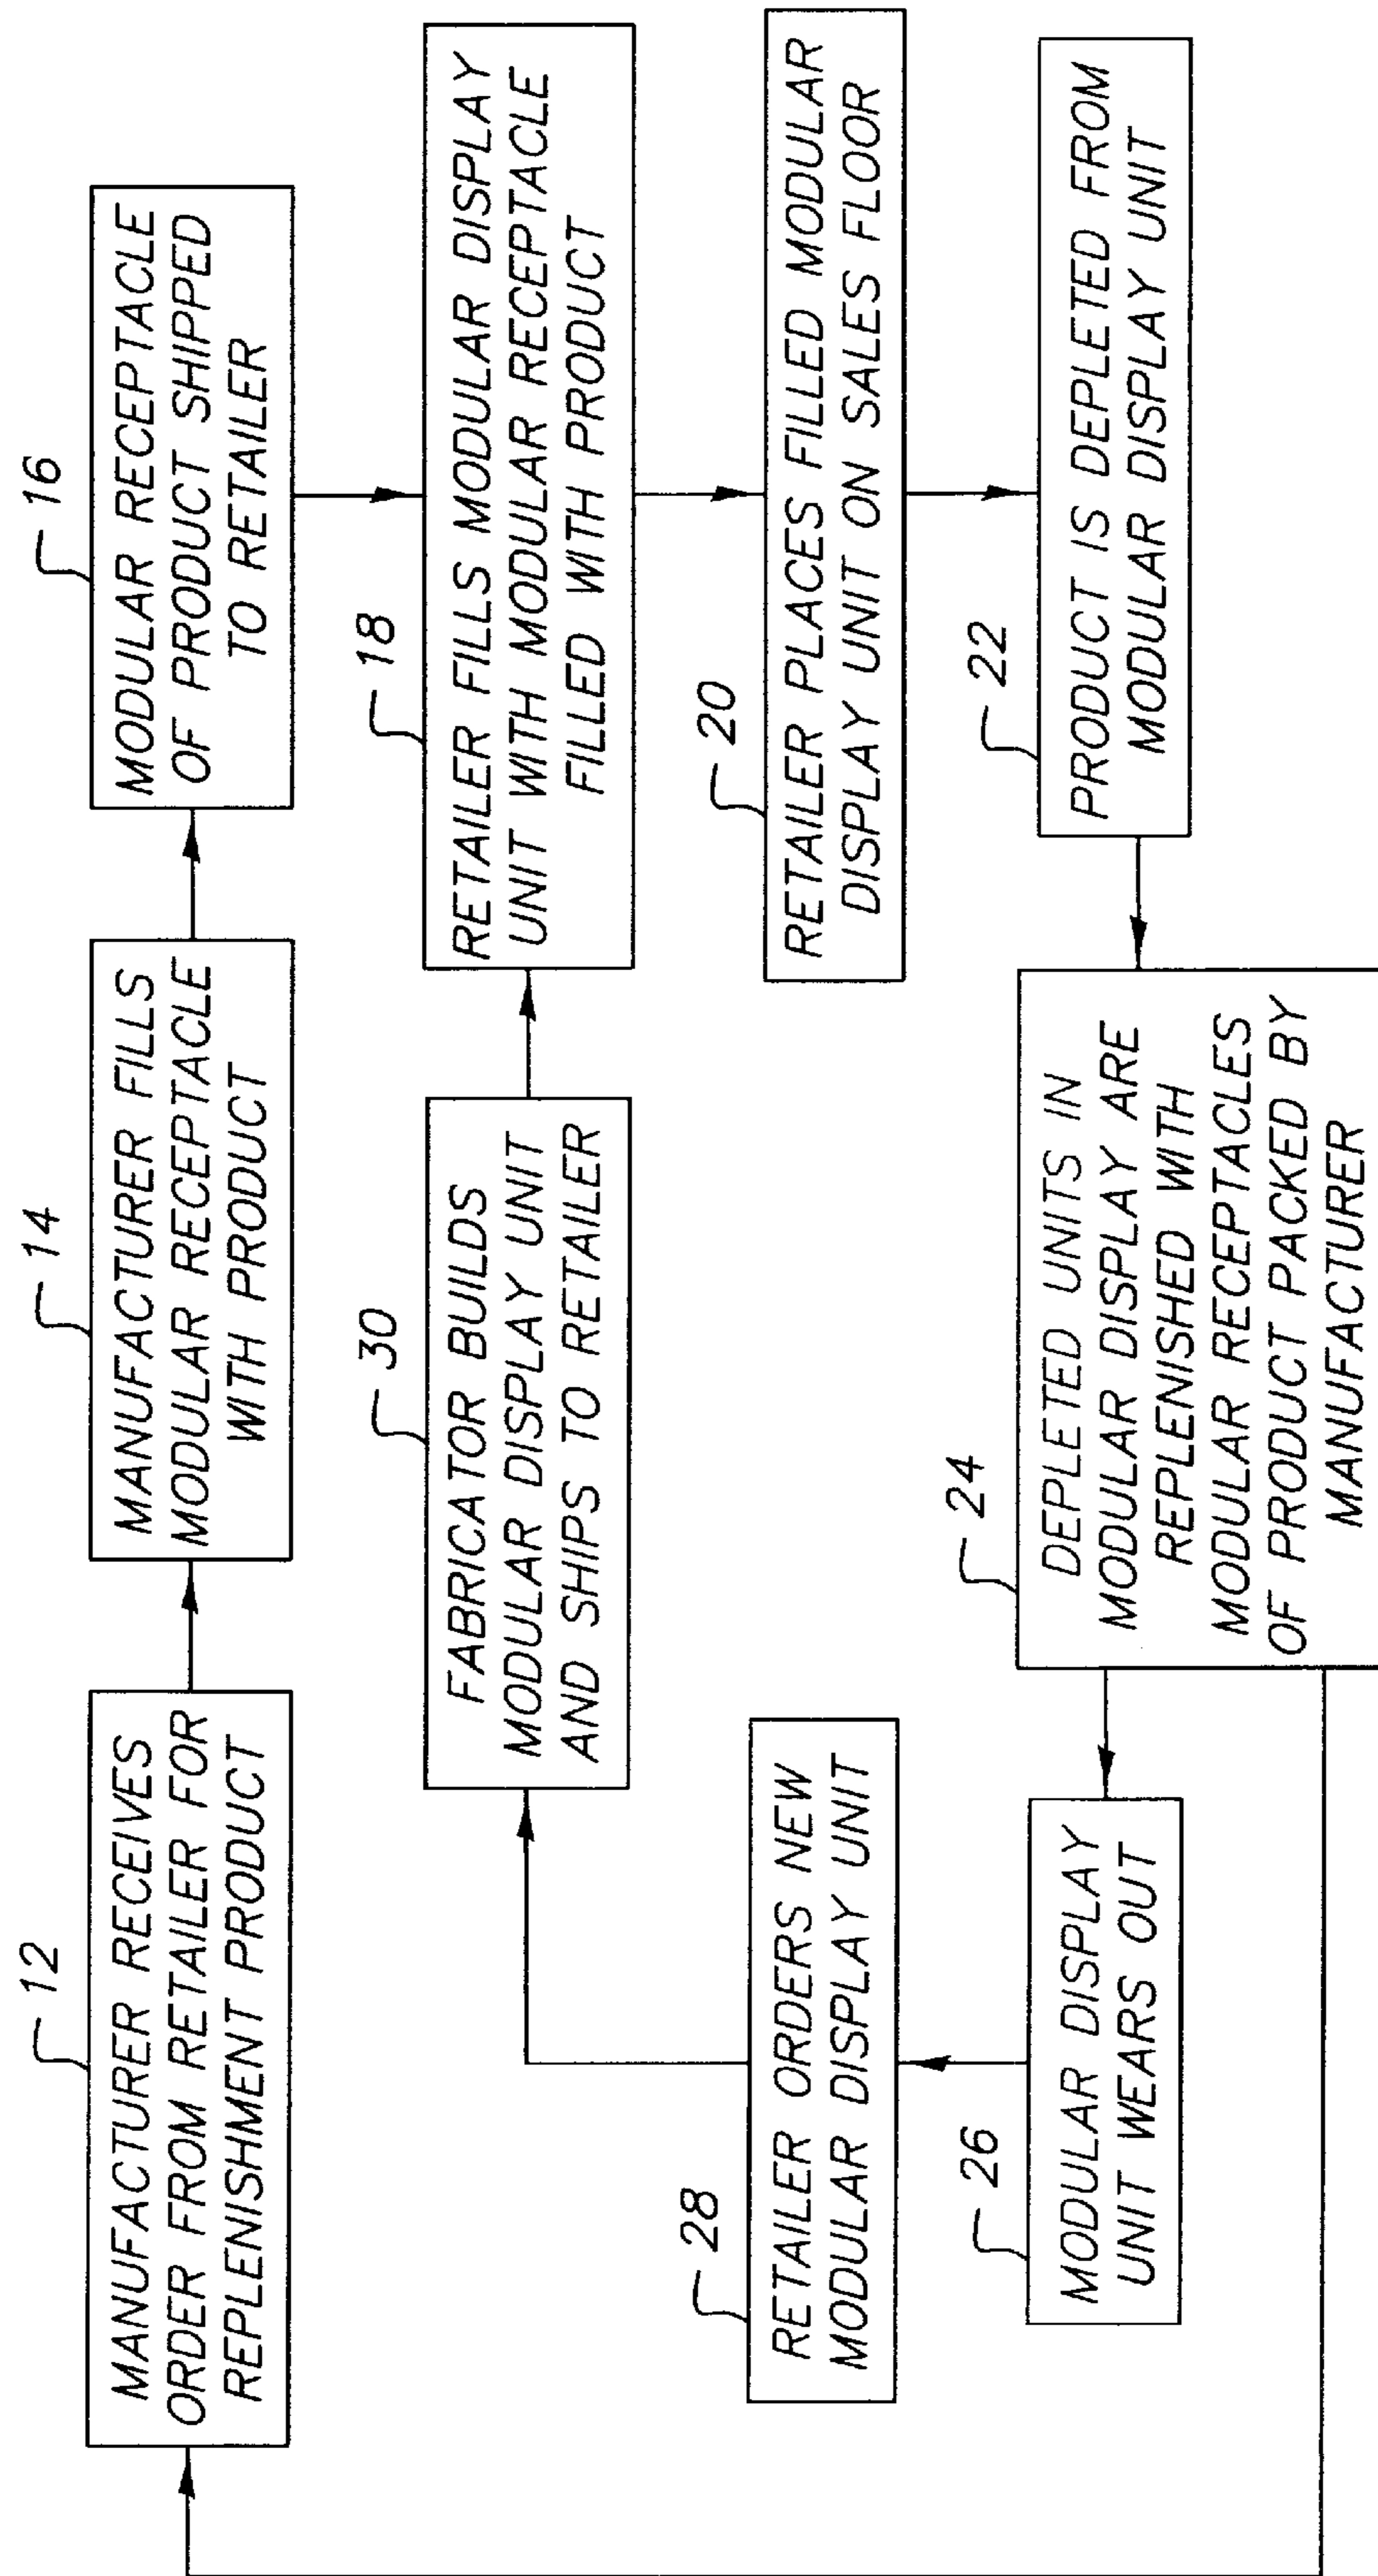 12
MANUFACTURER RECEIVES
ORDER FROM RETAILER FOR
REPLENISHMENT PRODUCT
14
MANUFACTURER FILLS
MODULAR RECEPTACLE
WITH PRODUCT
16
MODULAR RECEPTACLE
OF PRODUCT SHIPPED
TO RETAILER
30
FABRICATOR BUILDS
MODULAR DISPLAY UNIT
AND SHIPS TO RETAILER
18
RETAILER FILLS MODULAR DISPLAY
UNIT WITH MODULAR RECEPTACLE
FILLED WITH PRODUCT
28
RETAILER ORDERS NEW
MODULAR DISPLAY UNIT
20
RETAILER PLACES FILLED MODULAR
DISPLAY UNIT ON SALES FLOOR
26
MODULAR DISPLAY
UNIT WEARS OUT
24
DEPLETED UNITS IN
MODULAR DISPLAY ARE
REPLENISHED WITH
MODULAR RECEPTACLES
OF PRODUCT PACKED BY
MANUFACTURER
22
PRODUCT IS DEPLETED FROM
MODULAR DISPLAY UNIT